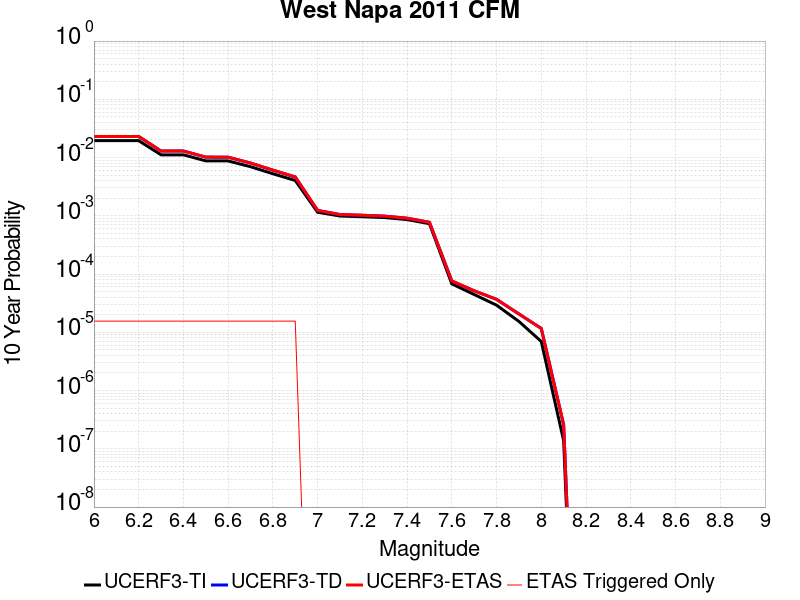 West Napa 2011 CFM
10^0
10^-1
10^-2
10^-3
10^-4
10^-5
10^-6
10^-7
10^-8
10 Year Probability
6 6.2 6.4 6.6 6.8 7 7.2 7.4 7.6 7.8 8 8.2 8.4 8.6 8.8 9
Magnitude
UCERF3-TI UCERF3-TD UCERF3-ETAS ETAS Triggered Only